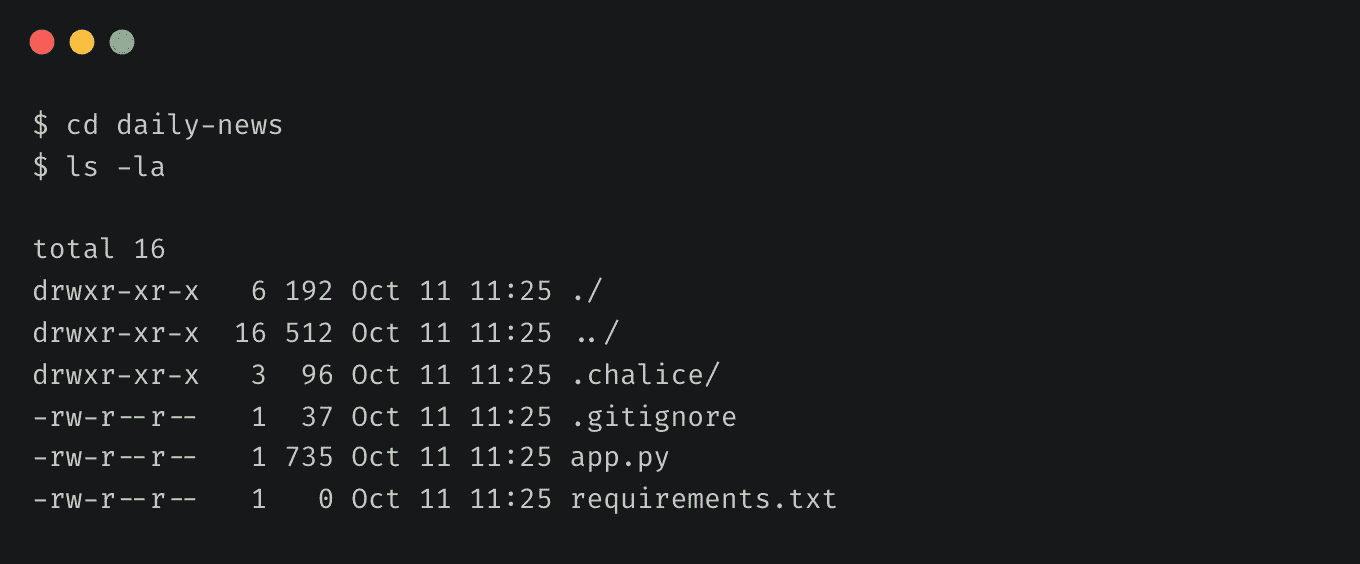 $ cd daily-news
$ ls -la
total 16
drwxr-xr-x   6 192 Oct 11 11:25 ./
drwxr-xr-x  16 512 Oct 11 11:25 ../
drwxr-xr-x   3  96 Oct 11 11:25 .chalice/
-rw-r--r--   1  37 Oct 11 11:25 .gitignore
-rw-r--r--   1 735 Oct 11 11:25 app.py
-rw-r--r--   1   0 Oct 11 11:25 requirements.txt